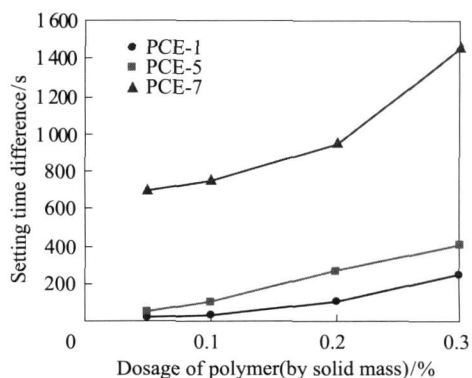 1 600
1 400
1 200
1 000
800
600
400
200
0
Setting time difference/s
PCE-1
PCE-5
PCE-7
0.1
0.2
0.3
Dosage of polymer(by solid mass)/%